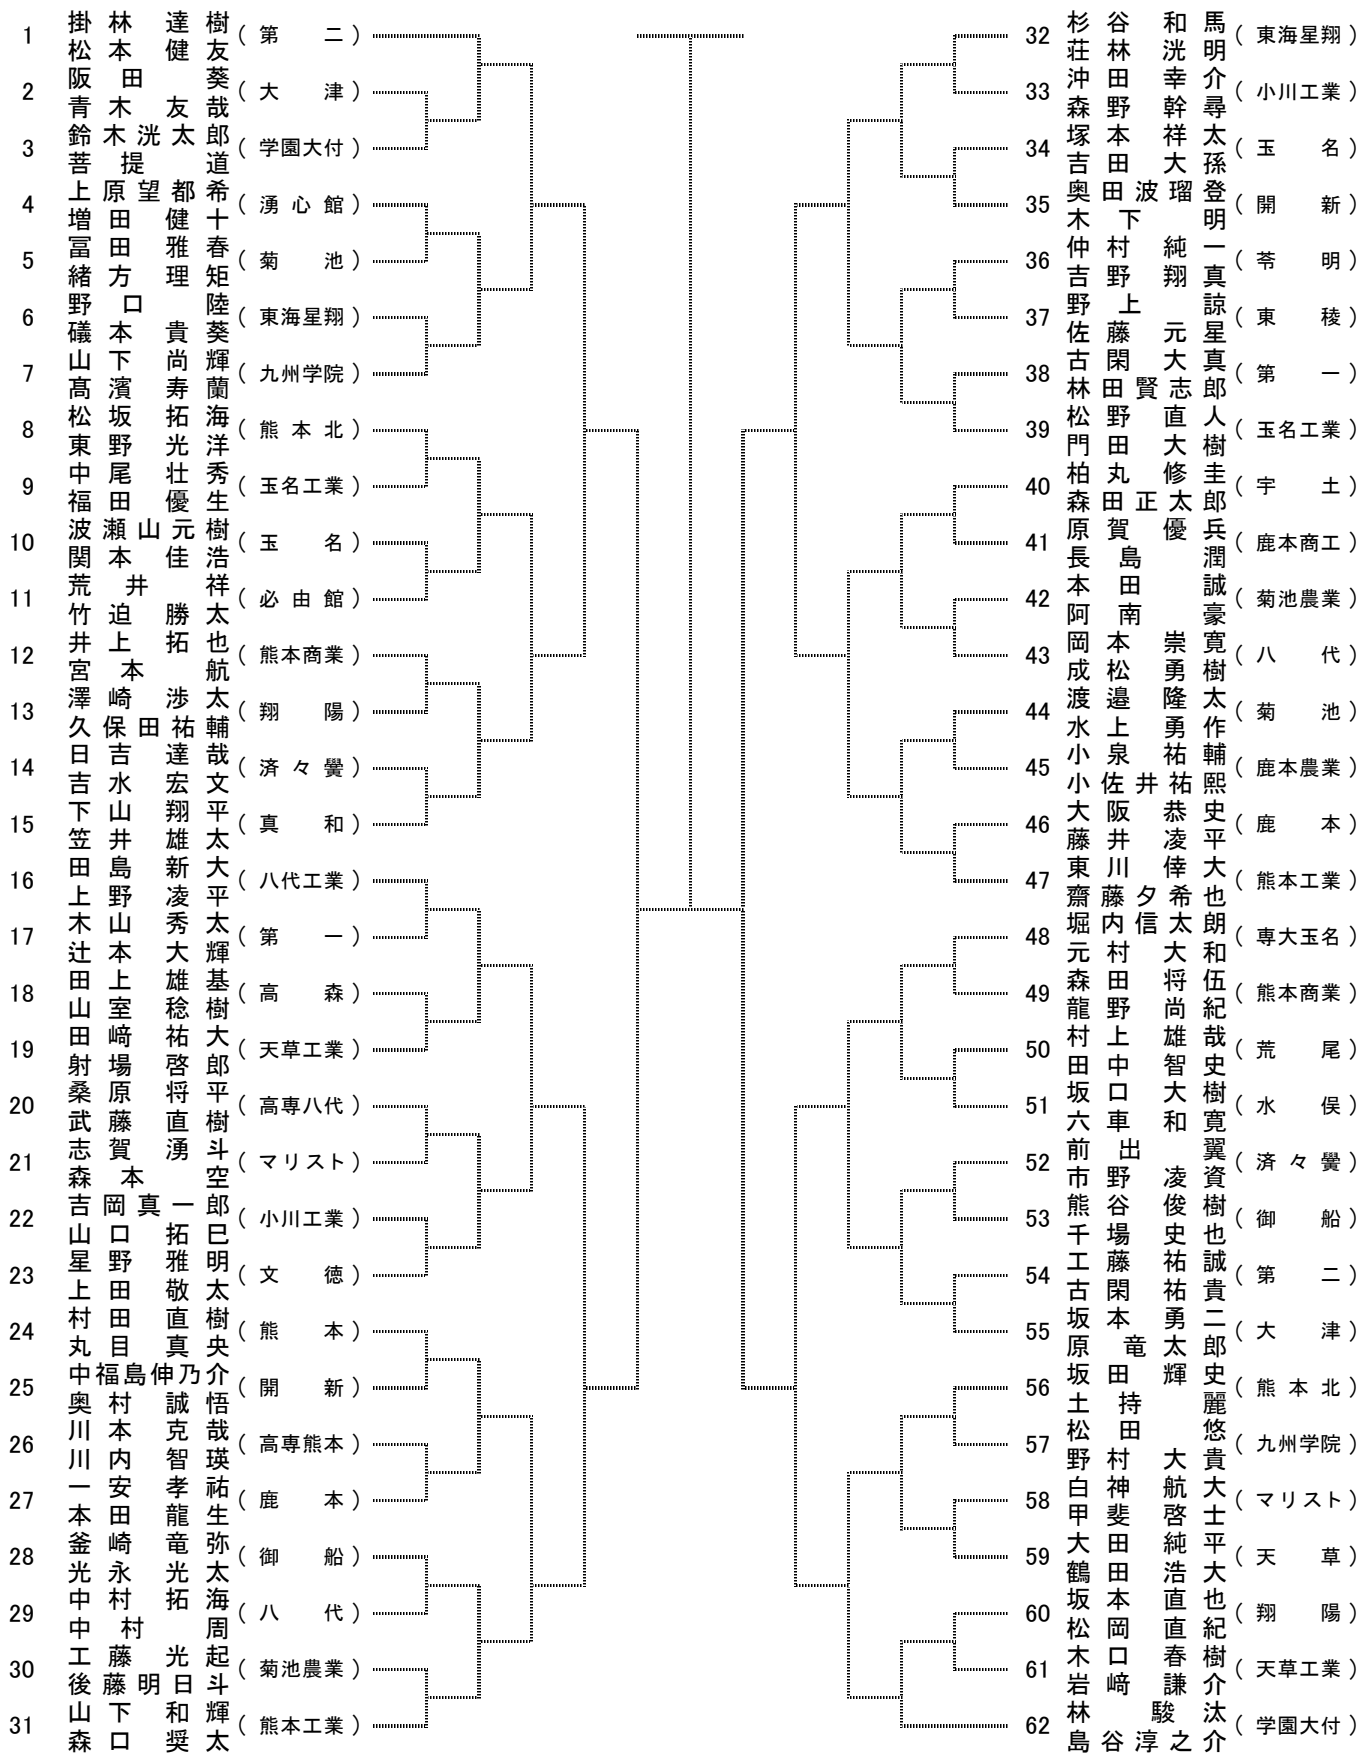 1 掛林達樹 松本健友 (第二)
2 阪田葵 青木友哉 (大津)
3 鈴木洸太郎 菩提道 (学園大付)
4 上原望都希 増田健十 (湧心館)
5 冨田雅春 緒方理矩 (菊池)
6 野口陸 礒本貴葵 (東海星翔)
7 山下尚輝 髙濱寿蘭 (九州学院)
8 松坂拓海 東野光洋 (熊本北)
9 中尾壮秀 福田優生 (玉名工業)
10 波瀬山元樹 関本佳浩 (玉名)
11 荒井祥 竹迫勝太 (必由館)
12 井上拓也 宮本航 (熊本商業)
13 澤崎渉太 久保田祐輔 (翔陽)
14 日吉達哉 吉水宏文 (済々黌)
15 下山翔平 笠井雄太 (真和)
16 田島新大 上野凌平 (八代工業)
17 木山秀太 辻本大輝 (第一)
18 田上雄基 山室稔樹 (高森)
19 田﨑祐大 射場啓郎 (天草工業)
20 桑原将平 武藤直樹 (高専八代)
21 志賀湧斗 森本空 (マリスト)
22 吉岡真一郎 山口拓巳 (小川工業)
23 星野雅明 上田敬太 (文徳)
24 村田直樹 丸目真央 (熊本)
25 中福島伸乃介 奥村誠悟 (開新)
26 川本克哉 川内智瑛 (高専熊本)
27 一安孝祐 本田龍生 (鹿本)
28 釜崎竜弥 光永光太 (御船)
29 中村拓海 中村周 (八代)
30 工藤光起 後藤明日斗 (菊池農業)
31 山下和輝 森口奨太 (熊本工業)
32 杉谷和馬 荘林洸明 (東海星翔)
33 沖田幸介 森野幹尋 (小川工業)
34 塚本祥太 吉田大孫 (玉名)
35 奥田波瑠登 木下明 (開新)
36 仲村純一 吉野翔真 (苓明)
37 野上諒 佐藤元星 (東稜)
38 古閑大真 林田賢志郎 (第一)
39 松野直人 門田大樹 (玉名工業)
40 柏丸修圭 森田正太郎 (宇土)
41 原賀優兵 長島潤 (鹿本商工)
42 本田誠 阿南豪 (菊池農業)
43 岡本崇寛 成松勇樹 (八代)
44 渡邉隆太 水上勇作 (菊池)
45 小泉祐輔 小佐井祐熙 (鹿本農業)
46 大阪恭史 藤井凌平 (鹿本)
47 東川倖大 齋藤夕希也 (熊本工業)
48 堀内信太朗 元村大和 (専大玉名)
49 森田将伍 龍野尚紀 (熊本商業)
50 村上雄哉 田中智史 (荒尾)
51 坂口大樹 六車和寛 (水俣)
52 前出翼 市野凌資 (済々黌)
53 熊谷俊樹 千場史也 (御船)
54 工藤祐誠 古閑祐貴 (第二)
55 坂本勇二 原竜太郎 (大津)
56 坂田輝史 土持麗 (熊本北)
57 松田悠 野村大貴 (九州学院)
58 白神航大 甲斐啓士 (マリスト)
59 大田純平 鶴田浩大 (天草)
60 坂本直也 松岡直紀 (翔陽)
61 木口春樹 岩﨑謙介 (天草工業)
62 林駿汰 島谷淳之介 (学園大付)